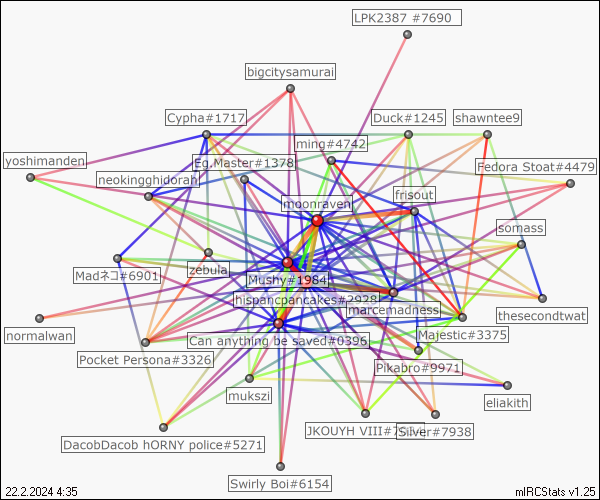 LPK2387 #7690
bigcitysamurai
Cypha#1717
Duck#1245
shawntee9
ming#4742
yoshimanden
Eg.Master#1378
Fedora Stoat#4479
neokingghidorah
frisout
moonraven
somass
Madネコ#6901
zebula
Mushy#1984
hispanicpancakes#2928
marcemadness
thesecondtwat
normalwan
Can anything be saved#0396
Majestic#3375
Pocket Persona#3326
Pikabro#9971
mukszi
eliakith
JKOUYH VIII#7
Silver#7938
DacobDacob hORNY police#5271
Swirly Boi#6154
22.2.2024 4:35
mIRCStats v1.25